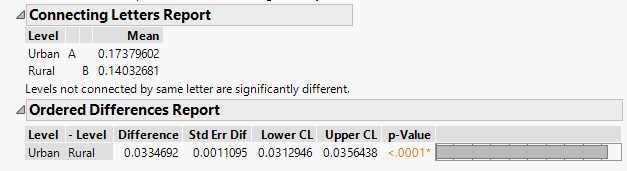 Connecting Letters Report
Level Mean
Urban A 0.17379602
Rural B 0.14032681
Levels not connected by same letter are significantly different.
Ordered Differences Report
Level - Level Difference Std Err Dif Lower CL Upper CL p-Value
Urban Rural 0.0334692 0.0011095 0.0312946 0.0356438 <.0001*